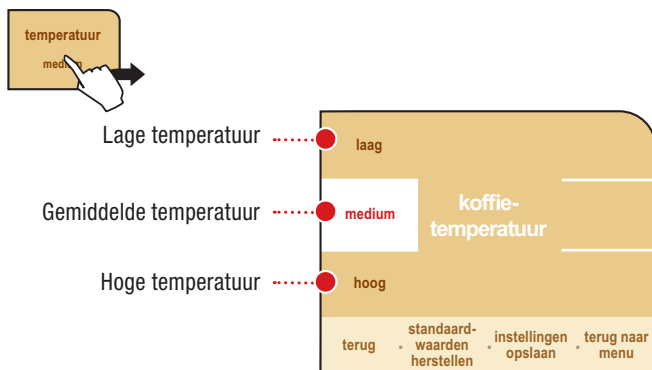 temperatuur
medium
Lage temperatuur
laag
Gemiddelde temperatuur
medium
koffie-
temperatuur
Hoge temperatuur
hoog
terug
standaard-
waarden
herstellen
instellingen
opslaan
terug naar
menu